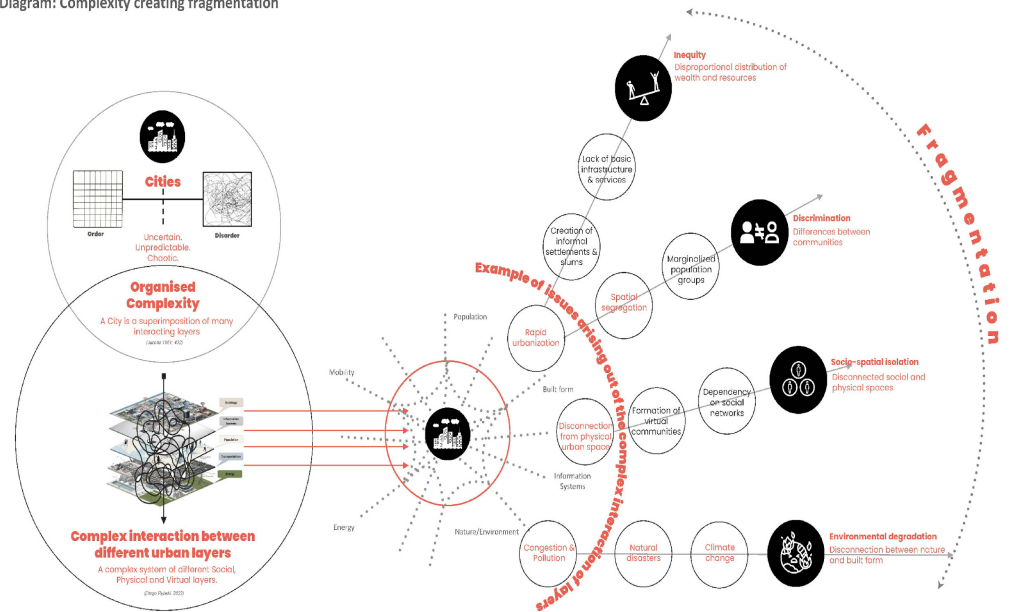 Diagram: Complexity creating fragmentation
Cities
Order
Disorder
Uncertain.
Unpredictable.
Chaotic.
Organised
Complexity
A City is a superimposition of many
interacting layers
Buildings
Information
Population
Transportation
Energy
Complex interaction between
different urban layers
A complex system of different Social,
Physical and Virtual layers.
Population
Mobility
Built form
Information
Systems
Energy
Nature/Environment
Example of issues arising out of the complex interaction of layers
Rapid
urbanization
Creation of
informal
settlements &
slums
Lack of basic
infrastructure
& services
Inequity
Disproportional distribution of
wealth and resources
Spatial
segregation
Marginalized
population
groups
Discrimination
Differences between
communities
Disconnection
from physical
urban space
Formation of
virtual
communities
Dependency
on social
networks
Socio-spatial isolation
Disconnected social and
physical spaces
Congestion &
Pollution
Natural
disasters
Climate
change
Environmental degradation
Disconnection between nature
and built form
Fragmentation